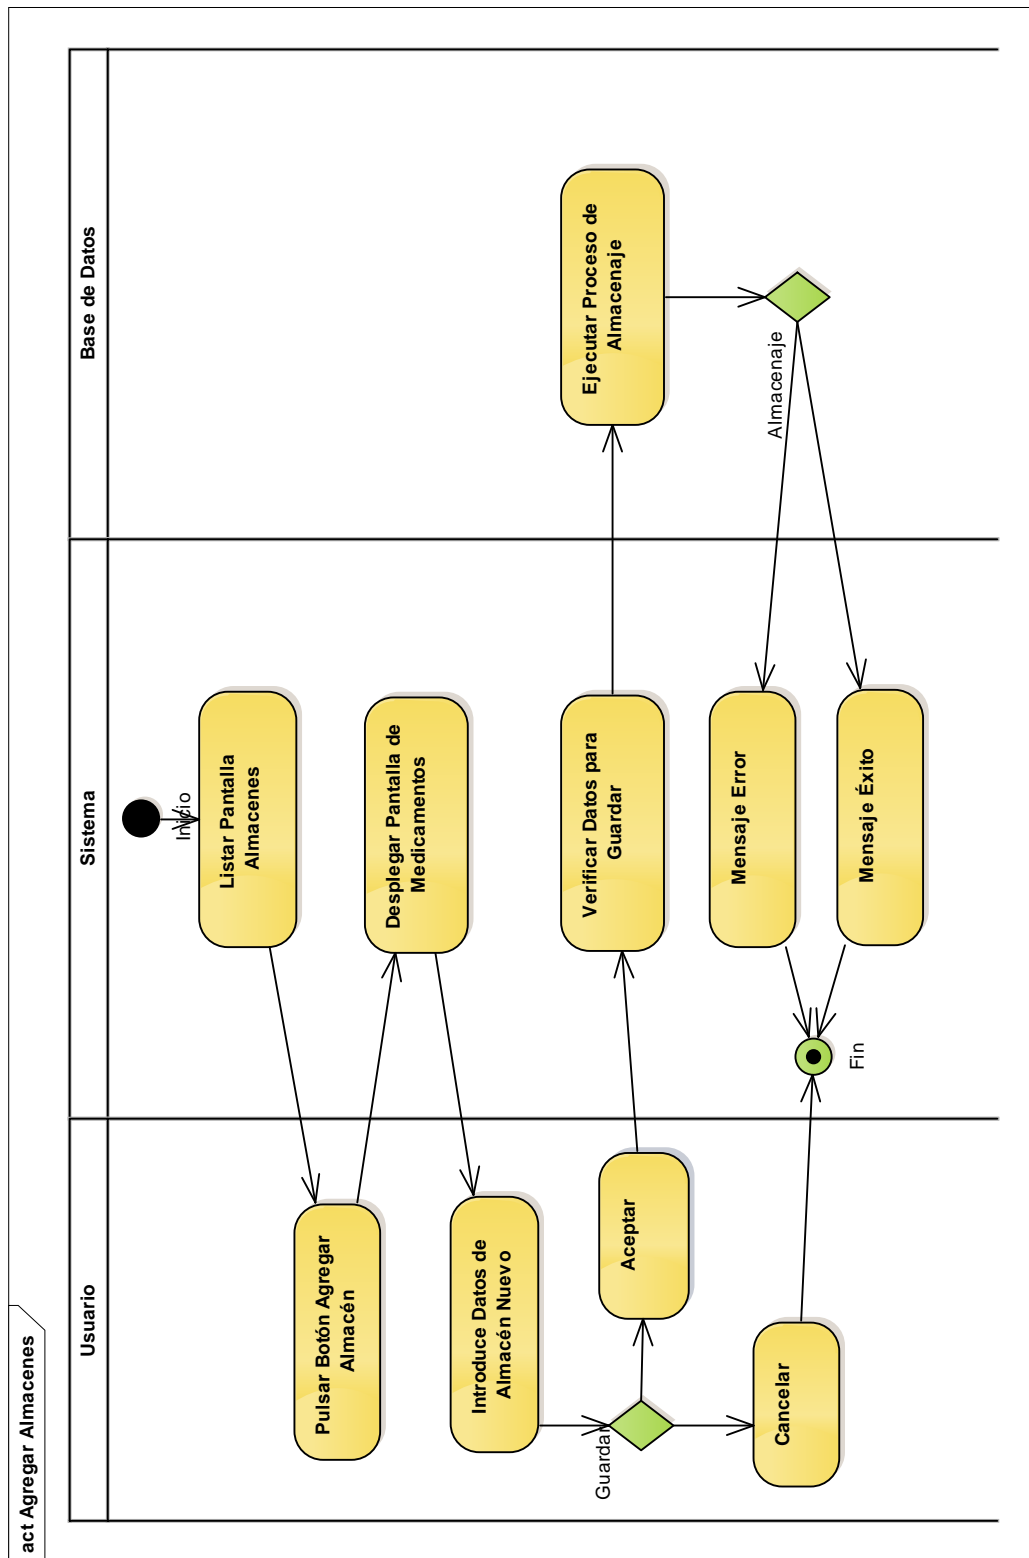 act Agregar Almacenes
Usuario
Sistema
Base de Datos
Inicio
Listar Pantalla
Almacenes
Pulsar Botón Agregar
Almacén
Desplegar Pantalla de
Medicamentos
Introduce Datos de
Almacén Nuevo
Guardar
Aceptar
Cancelar
Verificar Datos para
Guardar
Ejecutar Proceso de
Almacenaje
Almacenaje
Mensaje Error
Mensaje Éxito
Fin